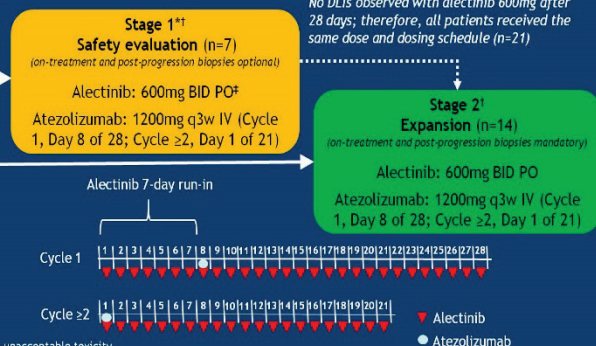 No DLTs observed with alectinib 600mg after
28 days; therefore, all patients received the
same dose and dosing schedule (n=21)
Stage 1*†
Safety evaluation (n=7)
(on-treatment and post-progression biopsies optional)
Alectinib: 600mg BID PO‡
Atezolizumab: 1200mg q3w IV (Cycle
1, Day 8 of 28; Cycle ≥2, Day 1 of 21)
Stage 2†
Expansion (n=14)
(on-treatment and post-progression biopsies mandatory)
Alectinib: 600mg BID PO
Atezolizumab: 1200mg q3w IV (Cycle
1, Day 8 of 28; Cycle ≥2, Day 1 of 21)
Alectinib 7-day run-in
Cycle 1
1 2 3 4 5 6 7 8 9 10 11 12 13 14 15 16 17 18 19 20 21 22 23 24 25 26 27 28
Cycle ≥2
1 2 3 4 5 6 7 8 9 10 11 12 13 14 15 16 17 18 19 20 21
Alectinib
Atezolizumab
unacceptable toxicity